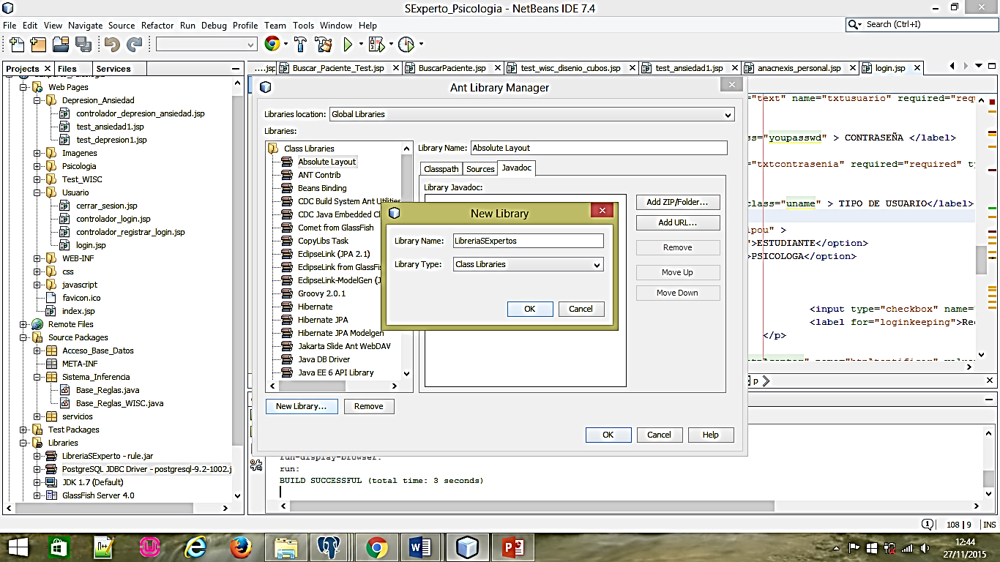 SExperto_Psicologia - NetBeans IDE 7.4
File Edit View Navigate Source Refactor Run Debug Profile Team Tools Window Help
Search (Ctrl+I)
Projects Files Services
....jsp Buscar_Paciente_Test.jsp BuscarPaciente.jsp test_wisc_disenio_cubos.jsp test_ansiedad1.jsp anacnexis_personal.jsp login.jsp
Web Pages
Depresion_Ansiedad
controlador_depresion_ansiedad.jsp
test_ansiedad1.jsp
test_depresion1.jsp
Imagenes
Psicologia
Test_WISC
Usuario
cerrar_sesion.jsp
controlador_login.jsp
controlador_registrar_login.jsp
login.jsp
WEB-INF
css
javascript
favicon.ico
index.jsp
Remote Files
Source Packages
Acceso_Base_Datos
META-INF
Sistema_Inferencia
Base_Reglas.java
Base_Reglas_WISC.java
servicios
Test Packages
Libraries
LibreriaSExperto - rule.jar
PostgreSQL JDBC Driver - postgresql-9.2-1002.j
JDK 1.7 (Default)
GlassFish Server 4.0
Ant Library Manager
Libraries location: Global Libraries
Libraries:
Class Libraries
Absolute Layout
ANT Contrib
Beans Binding
CDC Build System Ant Utilities
CDC Java Embedded Cl
Comet from GlassFish
CopyLibs Task
EclipseLink (JPA 2.1)
EclipseLink from GlassFis
EclipseLink-ModelGen (J
Groovy 2.0.1
Hibernate
Hibernate JPA
Hibernate JPA Modelgen
Jakarta Slide Ant WebDAV
Java DB Driver
Java EE 6 API Library
New Library... Remove
Library Name: Absolute Layout
Classpath Sources Javadoc
Library Javadoc:
Add ZIP/Folder...
Add URL...
Remove
Move Up
Move Down
OK Cancel Help
New Library
Library Name: LibreriaSExpertos
Library Type: Class Libraries
OK Cancel
="text" name="txtusuario" required="requ
ss="youpasswd" > CONTRASEÑA </label>
"txtcontrasenia" required="required" ty
class="uname" > TIPO DE USUARIO</label>
ipou" >
">ESTUDIANTE</option>
>PSICOLOGA</option>
<input type="checkbox" name="
<label for="loginkeeping">Rec
</p>
p
run-display-browser:
run:
BUILD SUCCESSFUL (total time: 3 seconds)
1 108 | 9 INS
12:44
27/11/2015